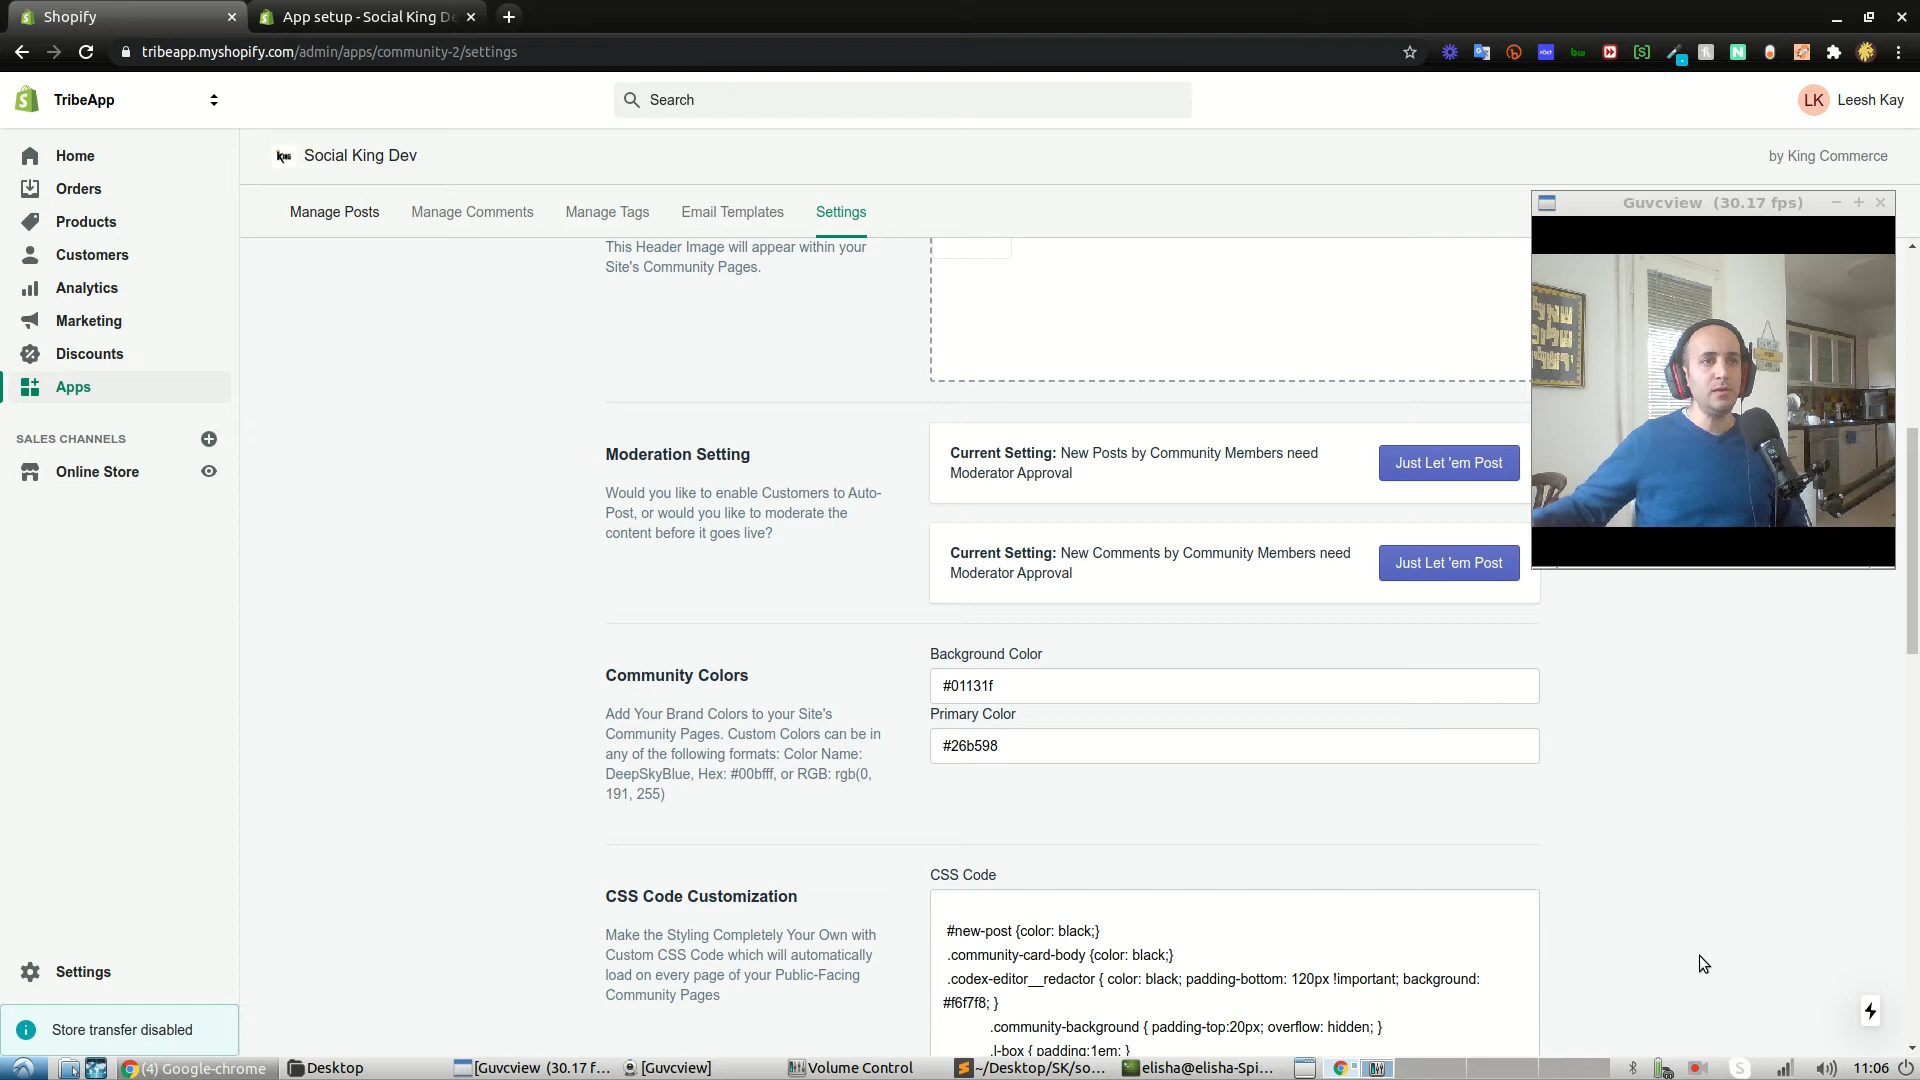 Shopify
App setup - Social King De
tribeapp.myshopify.com/admin/apps/community-2/settings
TribeApp
Search
LK
Leesh Kay
Home
Orders
Products
Customers
Analytics
Marketing
Discounts
Apps
SALES CHANNELS
Online Store
Settings
Store transfer disabled
KING
Social King Dev
by King Commerce
Manage Posts
Manage Comments
Manage Tags
Email Templates
Settings
Guvcview (30.17 fps)
This Header Image will appear within your
Site's Community Pages.
Moderation Setting
Would you like to enable Customers to Auto-
Post, or would you like to moderate the
content before it goes live?
Current Setting: New Posts by Community Members need
Moderator Approval
Just Let 'em Post
Current Setting: New Comments by Community Members need
Moderator Approval
Just Let 'em Post
Community Colors
Add Your Brand Colors to your Site's
Community Pages. Custom Colors can be in
any of the following formats: Color Name:
DeepSkyBlue, Hex: #00bfff, or RGB: rgb(0,
191, 255)
Background Color
#01131f
Primary Color
#26b598
CSS Code Customization
Make the Styling Completely Your Own with
Custom CSS Code which will automatically
load on every page of your Public-Facing
Community Pages
CSS Code
#new-post {color: black;}
.community-card-body {color: black;}
.codex-editor__redactor { color: black; padding-bottom: 120px !important; background:
#f6f7f8; }
.community-background { padding-top:20px; overflow: hidden; }
.l-box { padding:1em; }
(4) Google-chrome
Desktop
[Guvcview (30.17 f...
[Guvcview]
Volume Control
~/Desktop/SK/so...
elisha@elisha-Spi...
11:06